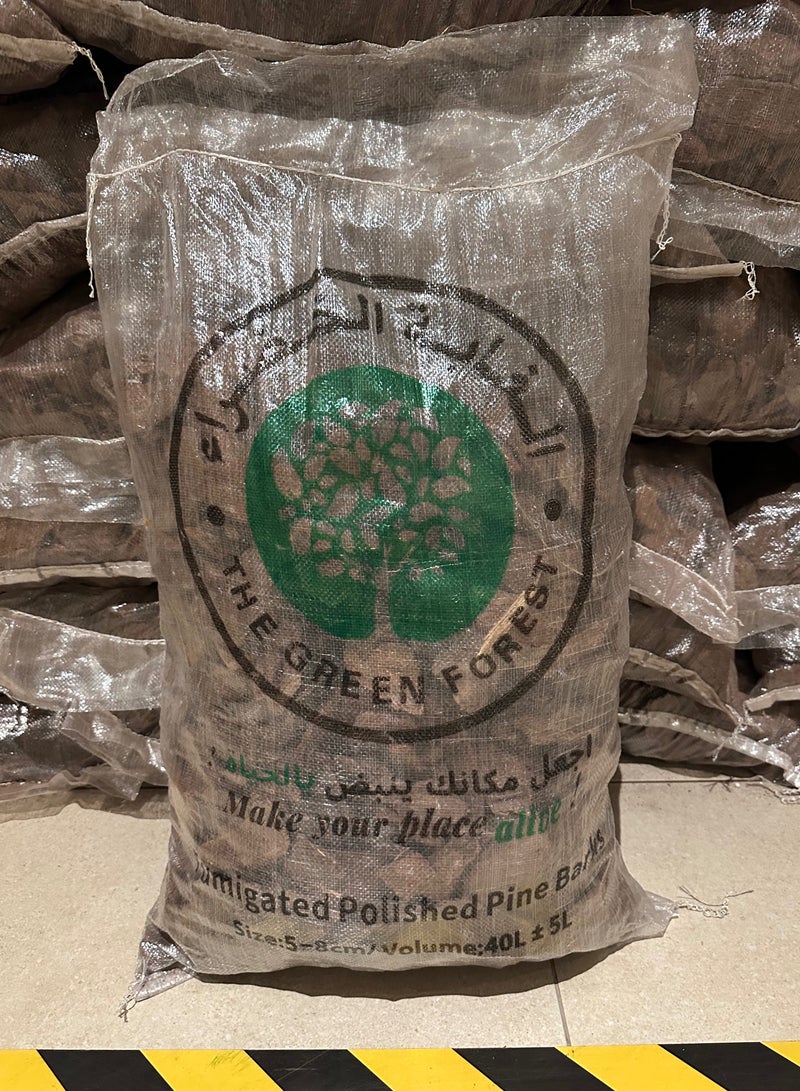 الغابة الخضراء
THE GREEN FOREST
اجعل مكانك ينبض بالحياة !
Make your place alive !
Fumigated Polished Pine Barks
Size:5-8cm/Volume:40L ± 5L